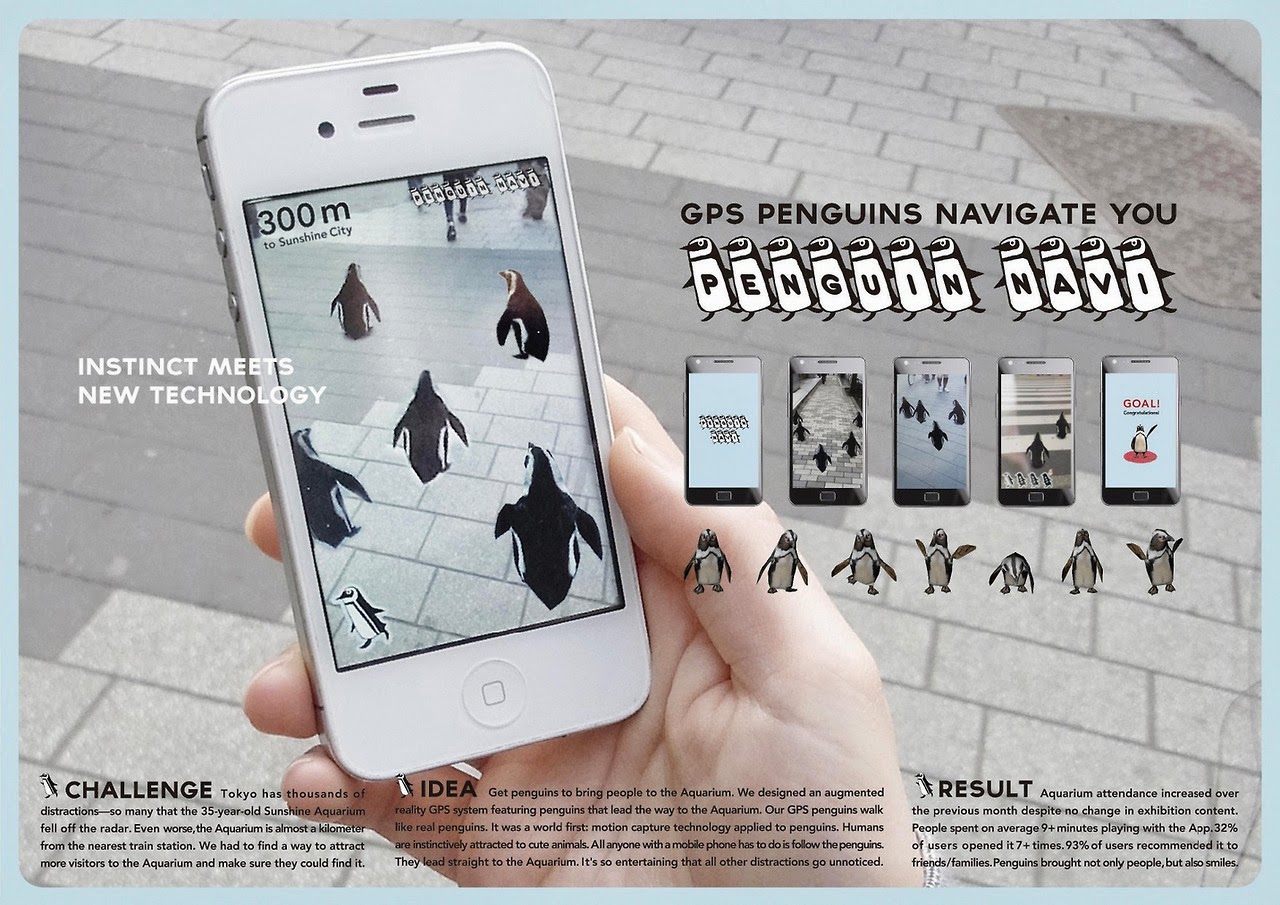 300 m
to Sunshine City
PENGUIN NAVI
INSTINCT MEETS
NEW TECHNOLOGY
GPS PENGUINS NAVIGATE YOU
PENGUIN NAVI
PENGUIN
NAVI
GOAL!
Congratulations!
CHALLENGE Tokyo has thousands of
distractions—so many that the 35-year-old Sunshine Aquarium
fell off the radar. Even worse,the Aquarium is almost a kilometer
from the nearest train station. We had to find a way to attract
more visitors to the Aquarium and make sure they could find it.
IDEA Get penguins to bring people to the Aquarium. We designed an augmented
reality GPS system featuring penguins that lead the way to the Aquarium. Our GPS penguins walk
like real penguins. It was a world first: motion capture technology applied to penguins. Humans
are instinctively attracted to cute animals. All anyone with a mobile phone has to do is follow the penguins.
They lead straight to the Aquarium. It's so entertaining that all other distractions go unnoticed.
RESULT Aquarium attendance increased over
the previous month despite no change in exhibition content.
People spent on average 9+ minutes playing with the App.32%
of users opened it 7+ times. 93% of users recommended it to
friends/families. Penguins brought not only people, but also smiles.